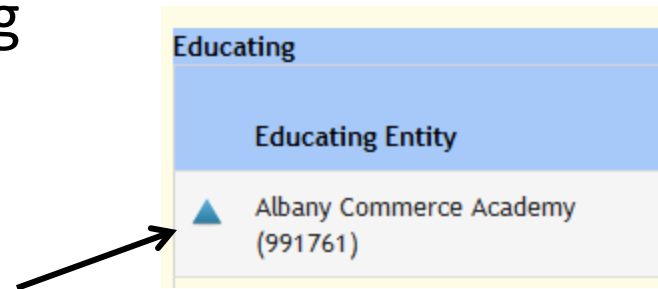 g
Educating
Educating Entity
Albany Commerce Academy
(991761)